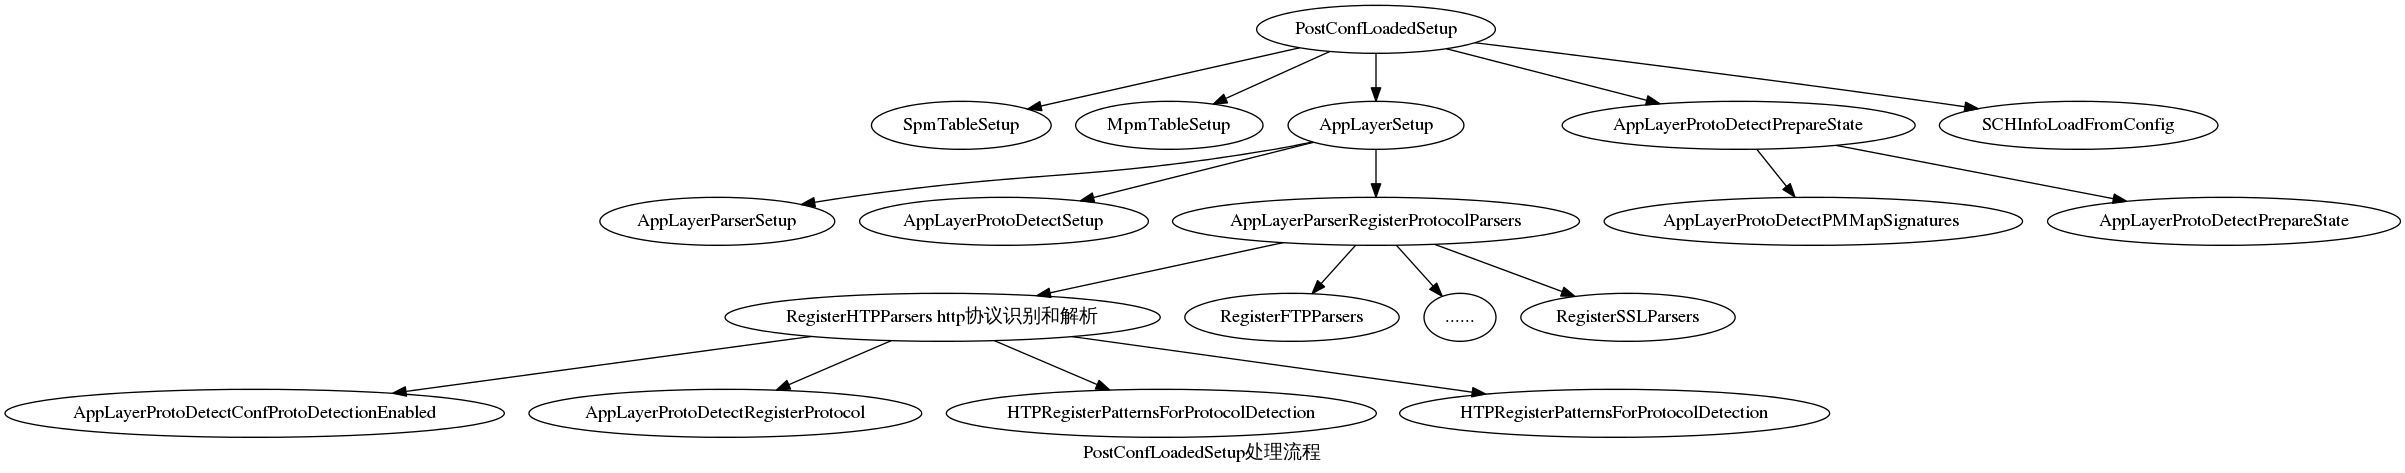 PostConfLoadedSetup
SpmTableSetup
MpmTableSetup
AppLayerSetup
AppLayerProtoDetectPrepareState
SCHInfoLoadFromConfig
AppLayerParserSetup
AppLayerProtoDetectSetup
AppLayerParserRegisterProtocolParsers
AppLayerProtoDetectPMMapSignatures
AppLayerProtoDetectPrepareState
RegisterHTPParsers http协议识别和解析
RegisterFTPParsers
......
RegisterSSLParsers
AppLayerProtoDetectConfProtoDetectionEnabled
AppLayerProtoDetectRegisterProtocol
HTPRegisterPatternsForProtocolDetection
HTPRegisterPatternsForProtocolDetection
PostConfLoadedSetup处理流程